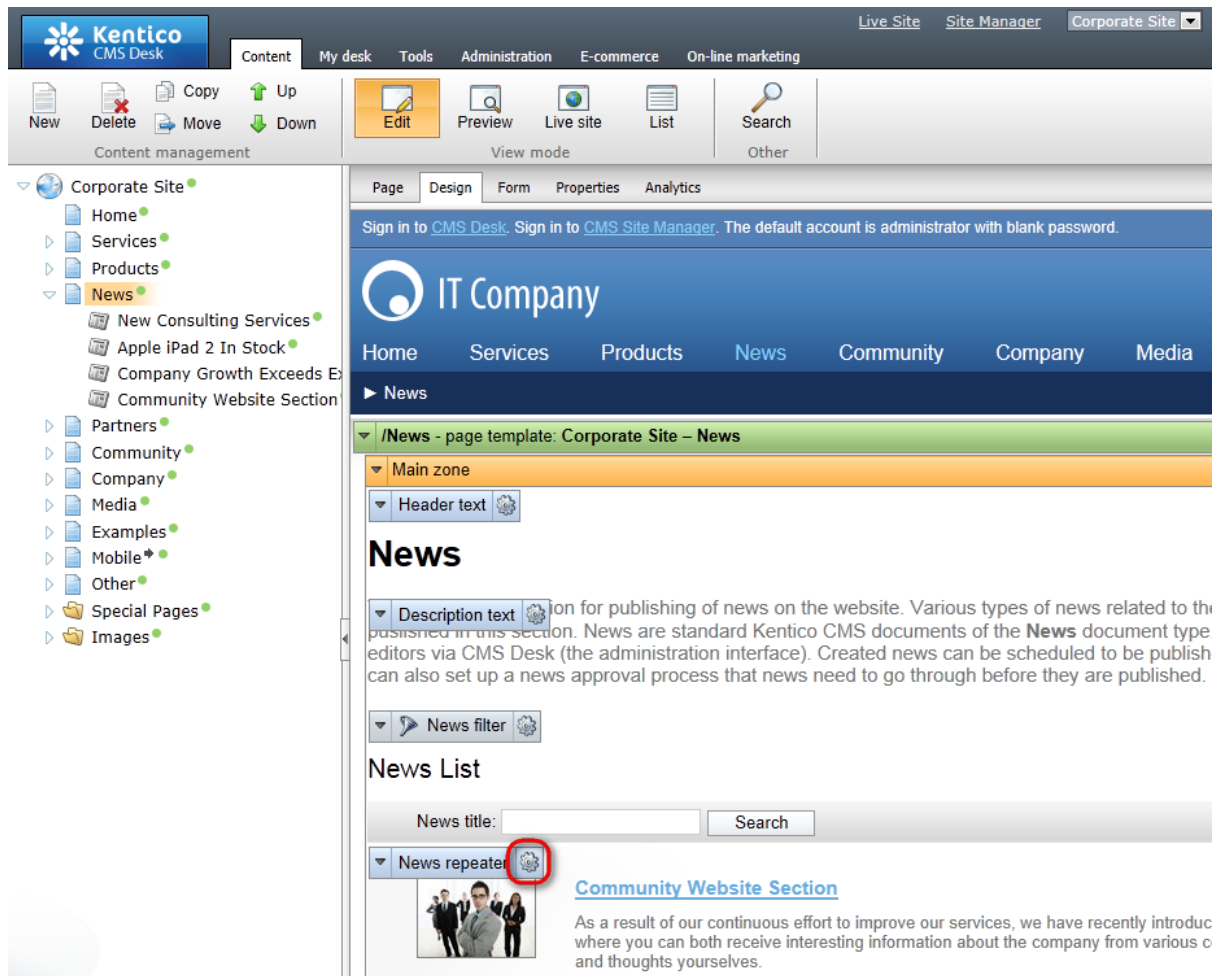 Live Site Site Manager Corporate Site
Kentico
CMS Desk
Content My desk Tools Administration E-commerce On-line marketing
New Delete Copy Move Up Down
Content management
Edit Preview Live site List
View mode
Search
Other
Corporate Site
Home
Services
Products
News
New Consulting Services
Apple iPad 2 In Stock
Company Growth Exceeds
Community Website Section
Partners
Community
Company
Media
Examples
Mobile
Other
Special Pages
Images
Page Design Form Properties Analytics
Sign in to CMS Desk. Sign in to CMS Site Manager. The default account is administrator with blank password.
IT Company
Home Services Products News Community Company Media
► News
/News - page template: Corporate Site – News
Main zone
Header text
News
Description text
for publishing of news on the website. Various types of news related to the
published in this section. News are standard Kentico CMS documents of the News document type.
editors via CMS Desk (the administration interface). Created news can be scheduled to be publish
can also set up a news approval process that news need to go through before they are published.
News filter
News List
News title: Search
News repeater
Community Website Section
As a result of our continuous effort to improve our services, we have recently introduc
where you can both receive interesting information about the company from various
and thoughts yourselves.